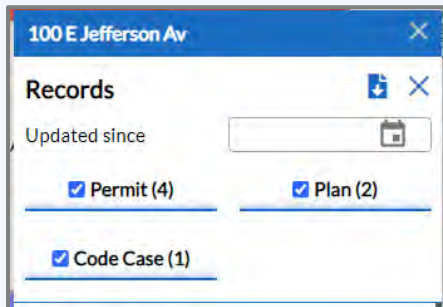 100 E Jefferson Av
Records
Updated since
Permit (4) Plan (2)
Code Case (1)